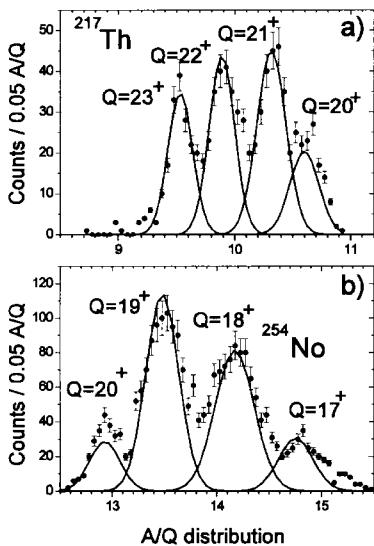 ²¹⁷Th
Q=21⁺
a)
Q=22⁺
Q=23⁺
Q=20⁺
Counts / 0.05 A/Q
50
40
30
20
10
0
9
10
11
b)
Q=19⁺
Q=18⁺
²⁵⁴No
Q=20⁺
Q=17⁺
Counts / 0.05 A/Q
120
100
80
60
40
20
0
13
14
15
A/Q distribution